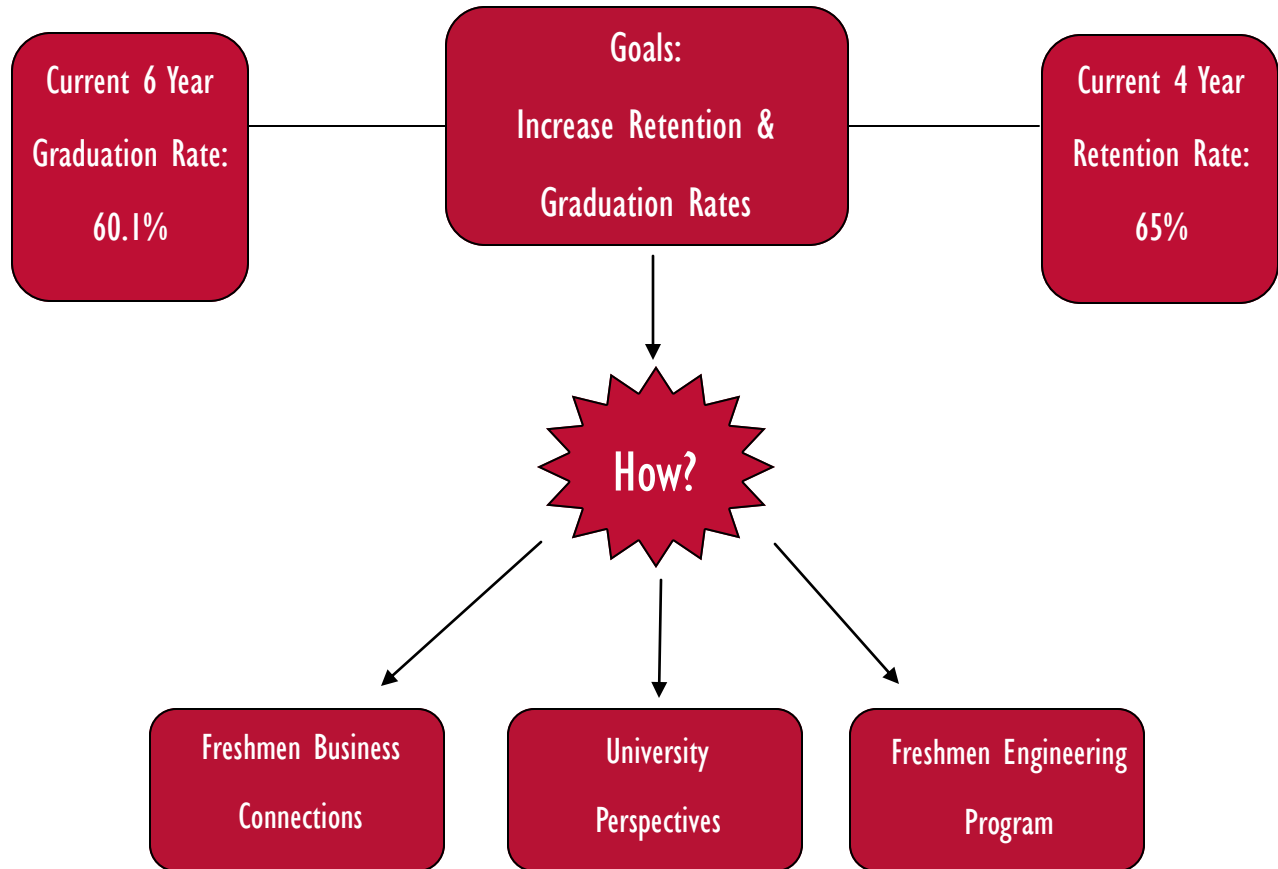 Current 6 Year
Graduation Rate:
60.1%
Goals:
Increase Retention &
Graduation Rates
Current 4 Year
Retention Rate:
65%
How?
Freshmen Business
Connections
University
Perspectives
Freshmen Engineering
Program